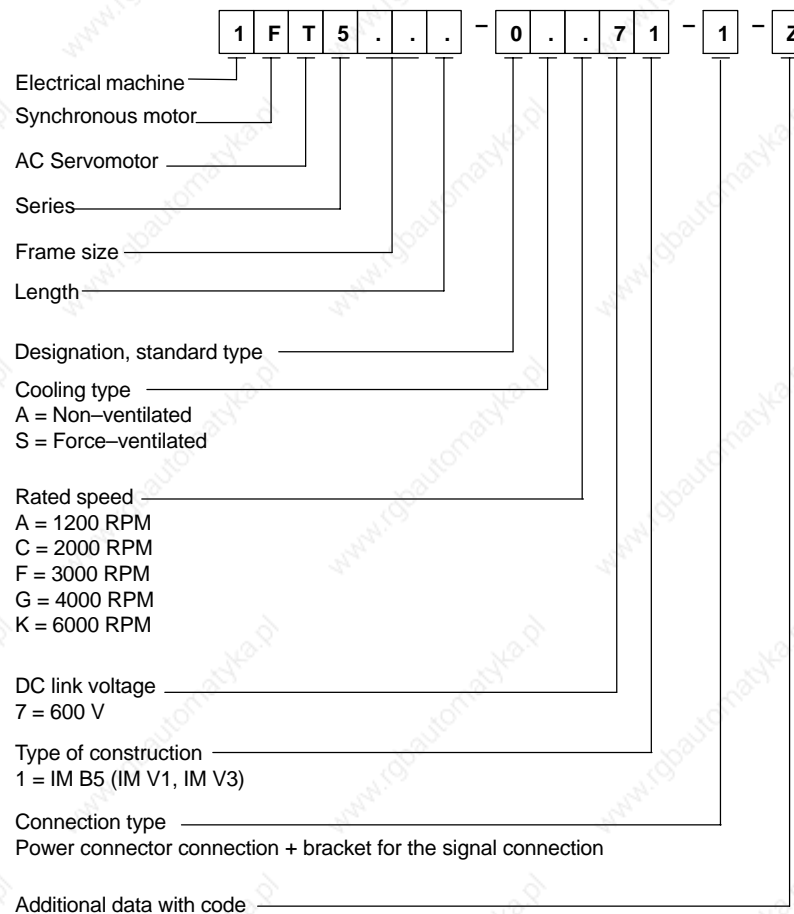 1 F T 5 . . . – 0 . . 7 1 – 1 – Z
Electrical machine
Synchronous motor
AC Servomotor
Series
Frame size
Length
Designation, standard type
Cooling type
A = Non–ventilated
S = Force–ventilated
Rated speed
A = 1200 RPM
C = 2000 RPM
F = 3000 RPM
G = 4000 RPM
K = 6000 RPM
DC link voltage
7 = 600 V
Type of construction
1 = IM B5 (IM V1, IM V3)
Connection type
Power connector connection + bracket for the signal connection
Additional data with code
www.rgbautomatyka.pl